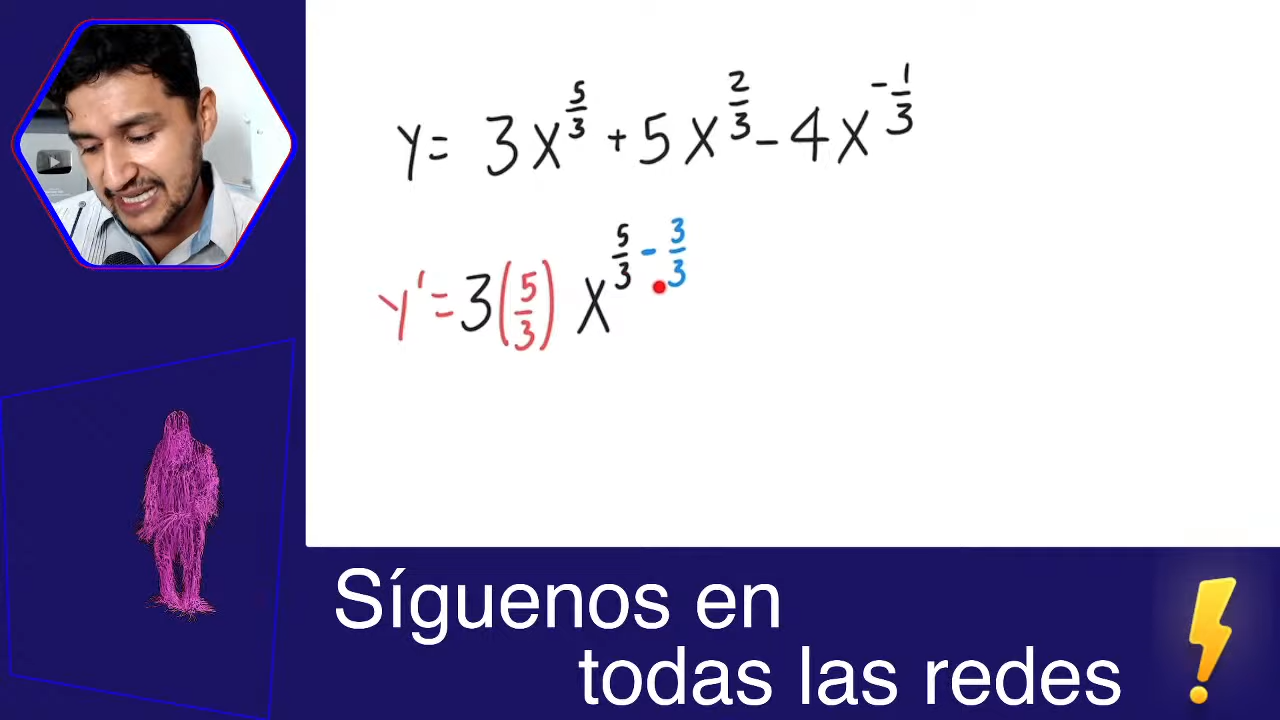 y = 3x^{5/3} + 5x^{2/3} - 4x^{-1/3}
y' = 3(5/3) x^{5/3 - 3/3}
Síguenos en
todas las redes